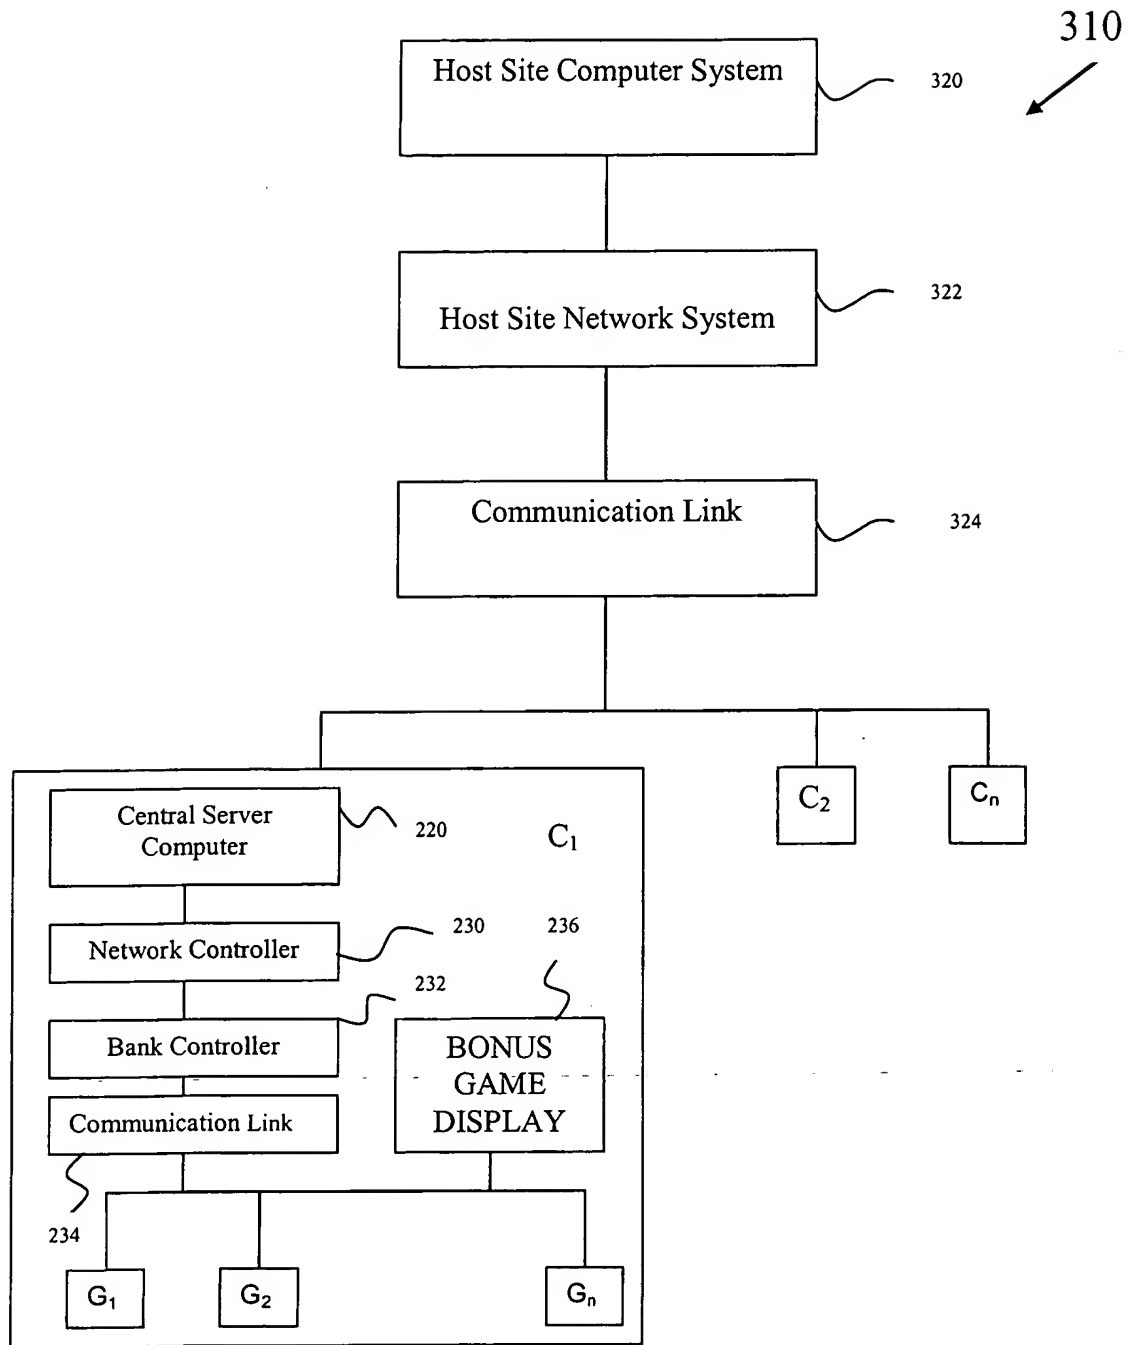 310
Host Site Computer System
320
Host Site Network System
322
Communication Link
324
C2
Cn
Central Server
Computer
220
C1
Network Controller
230
236
232
Bank Controller
BONUS
GAME
DISPLAY
Communication Link
234
G1
G2
Gn